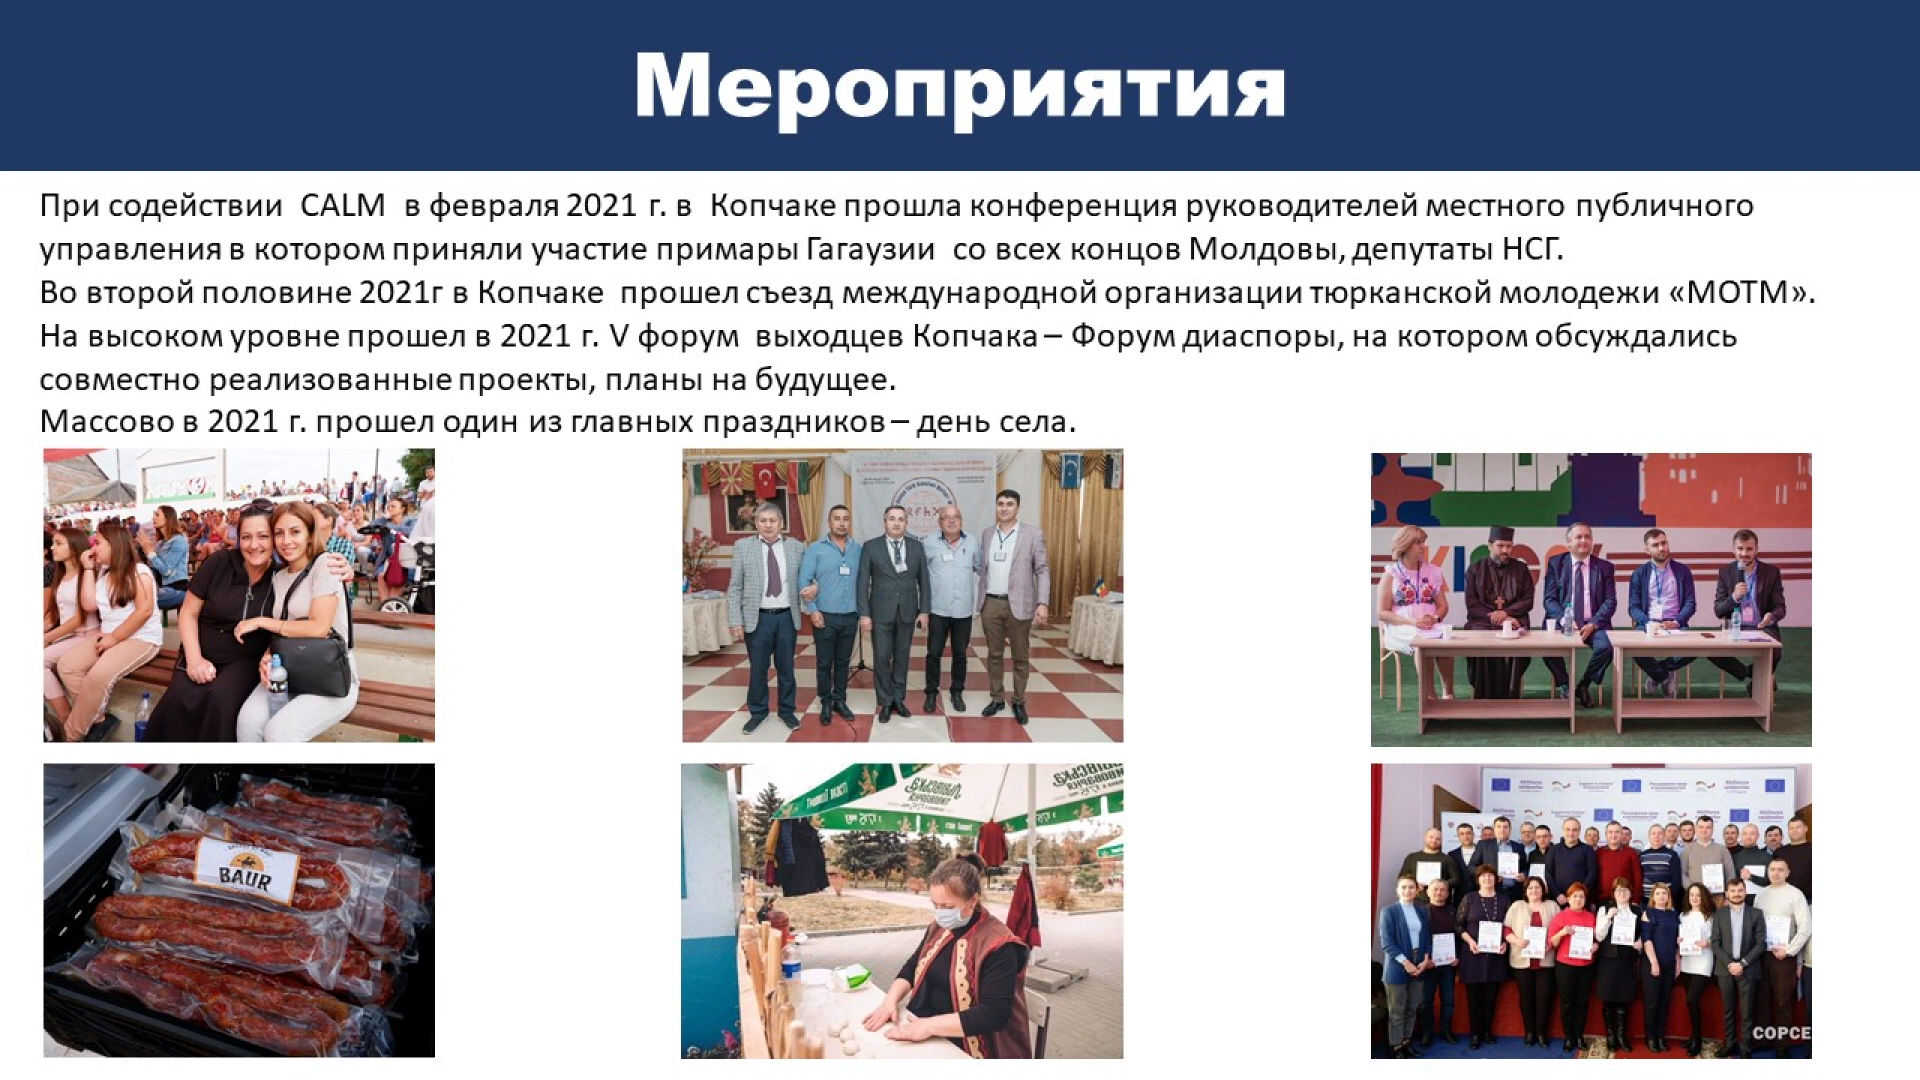 Мероприятия
При содействии CALM в февраля 2021 г. в Копчаке прошла конференция руководителей местного публичного
управления в котором приняли участие примары Гагаузии со всех концов Молдовы, депутаты НСГ.
Во второй половине 2021г в Копчаке прошел съезд международной организации тюрканской молодежи «МОТМ».
На высоком уровне прошел в 2021 г. V форум выходцев Копчака – Форум диаспоры, на котором обсуждались
совместно реализованные проекты, планы на будущее.
Массово в 2021 г. прошел один из главных праздников – день села.
BAUR
COPCE